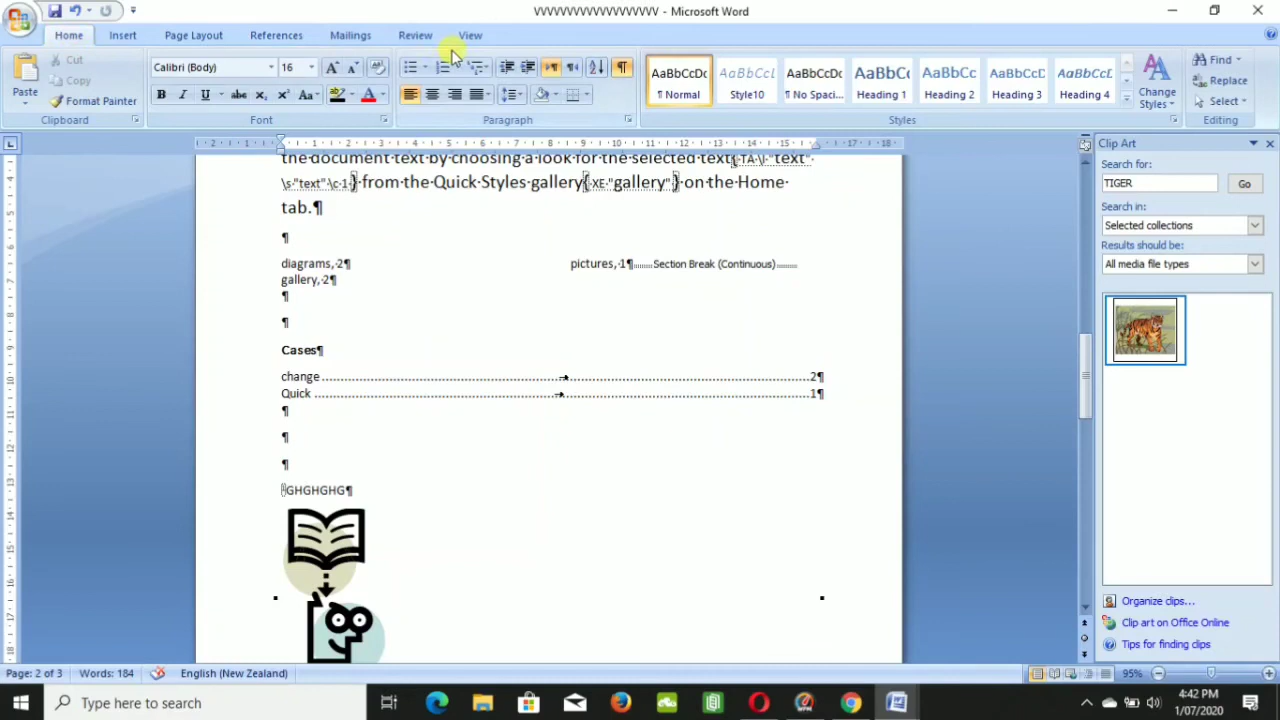 VVVVVVVVVVVVVVVVVV - Microsoft Word
Home Insert Page Layout References Mailings Review View
Cut
Copy
Format Painter
Paste
Clipboard
Calibri (Body) 16
Font
Paragraph
AaBbCcDc AaBbCcL AaBbCcDc AaBbC AaBbCc AaBbCcI AaBbCcI
¶ Normal Style10 ¶ No Spaci... Heading 1 Heading 2 Heading 3 Heading 4
Change Styles
Styles
Find
Replace
Select
Editing
the·document·text·by·choosing·a·look·for·the·selected·text{·TA·\l·"text"·
\s·"text"·\c·1·}·from·the·Quick·Styles·gallery{·XE·"gallery"·}·on·the·Home·
tab.¶
¶
diagrams,·2¶ pictures,·1¶ Section Break (Continuous)
gallery,·2¶
¶
¶
Cases¶
change 2¶
Quick 1¶
¶
¶
¶
GHGHGHG¶
Clip Art
Search for:
TIGER Go
Search in:
Selected collections
Results should be:
All media file types
Organize clips...
Clip art on Office Online
Tips for finding clips
Page: 2 of 3 Words: 184 English (New Zealand) 95%
Type here to search
4:42 PM
1/07/2020